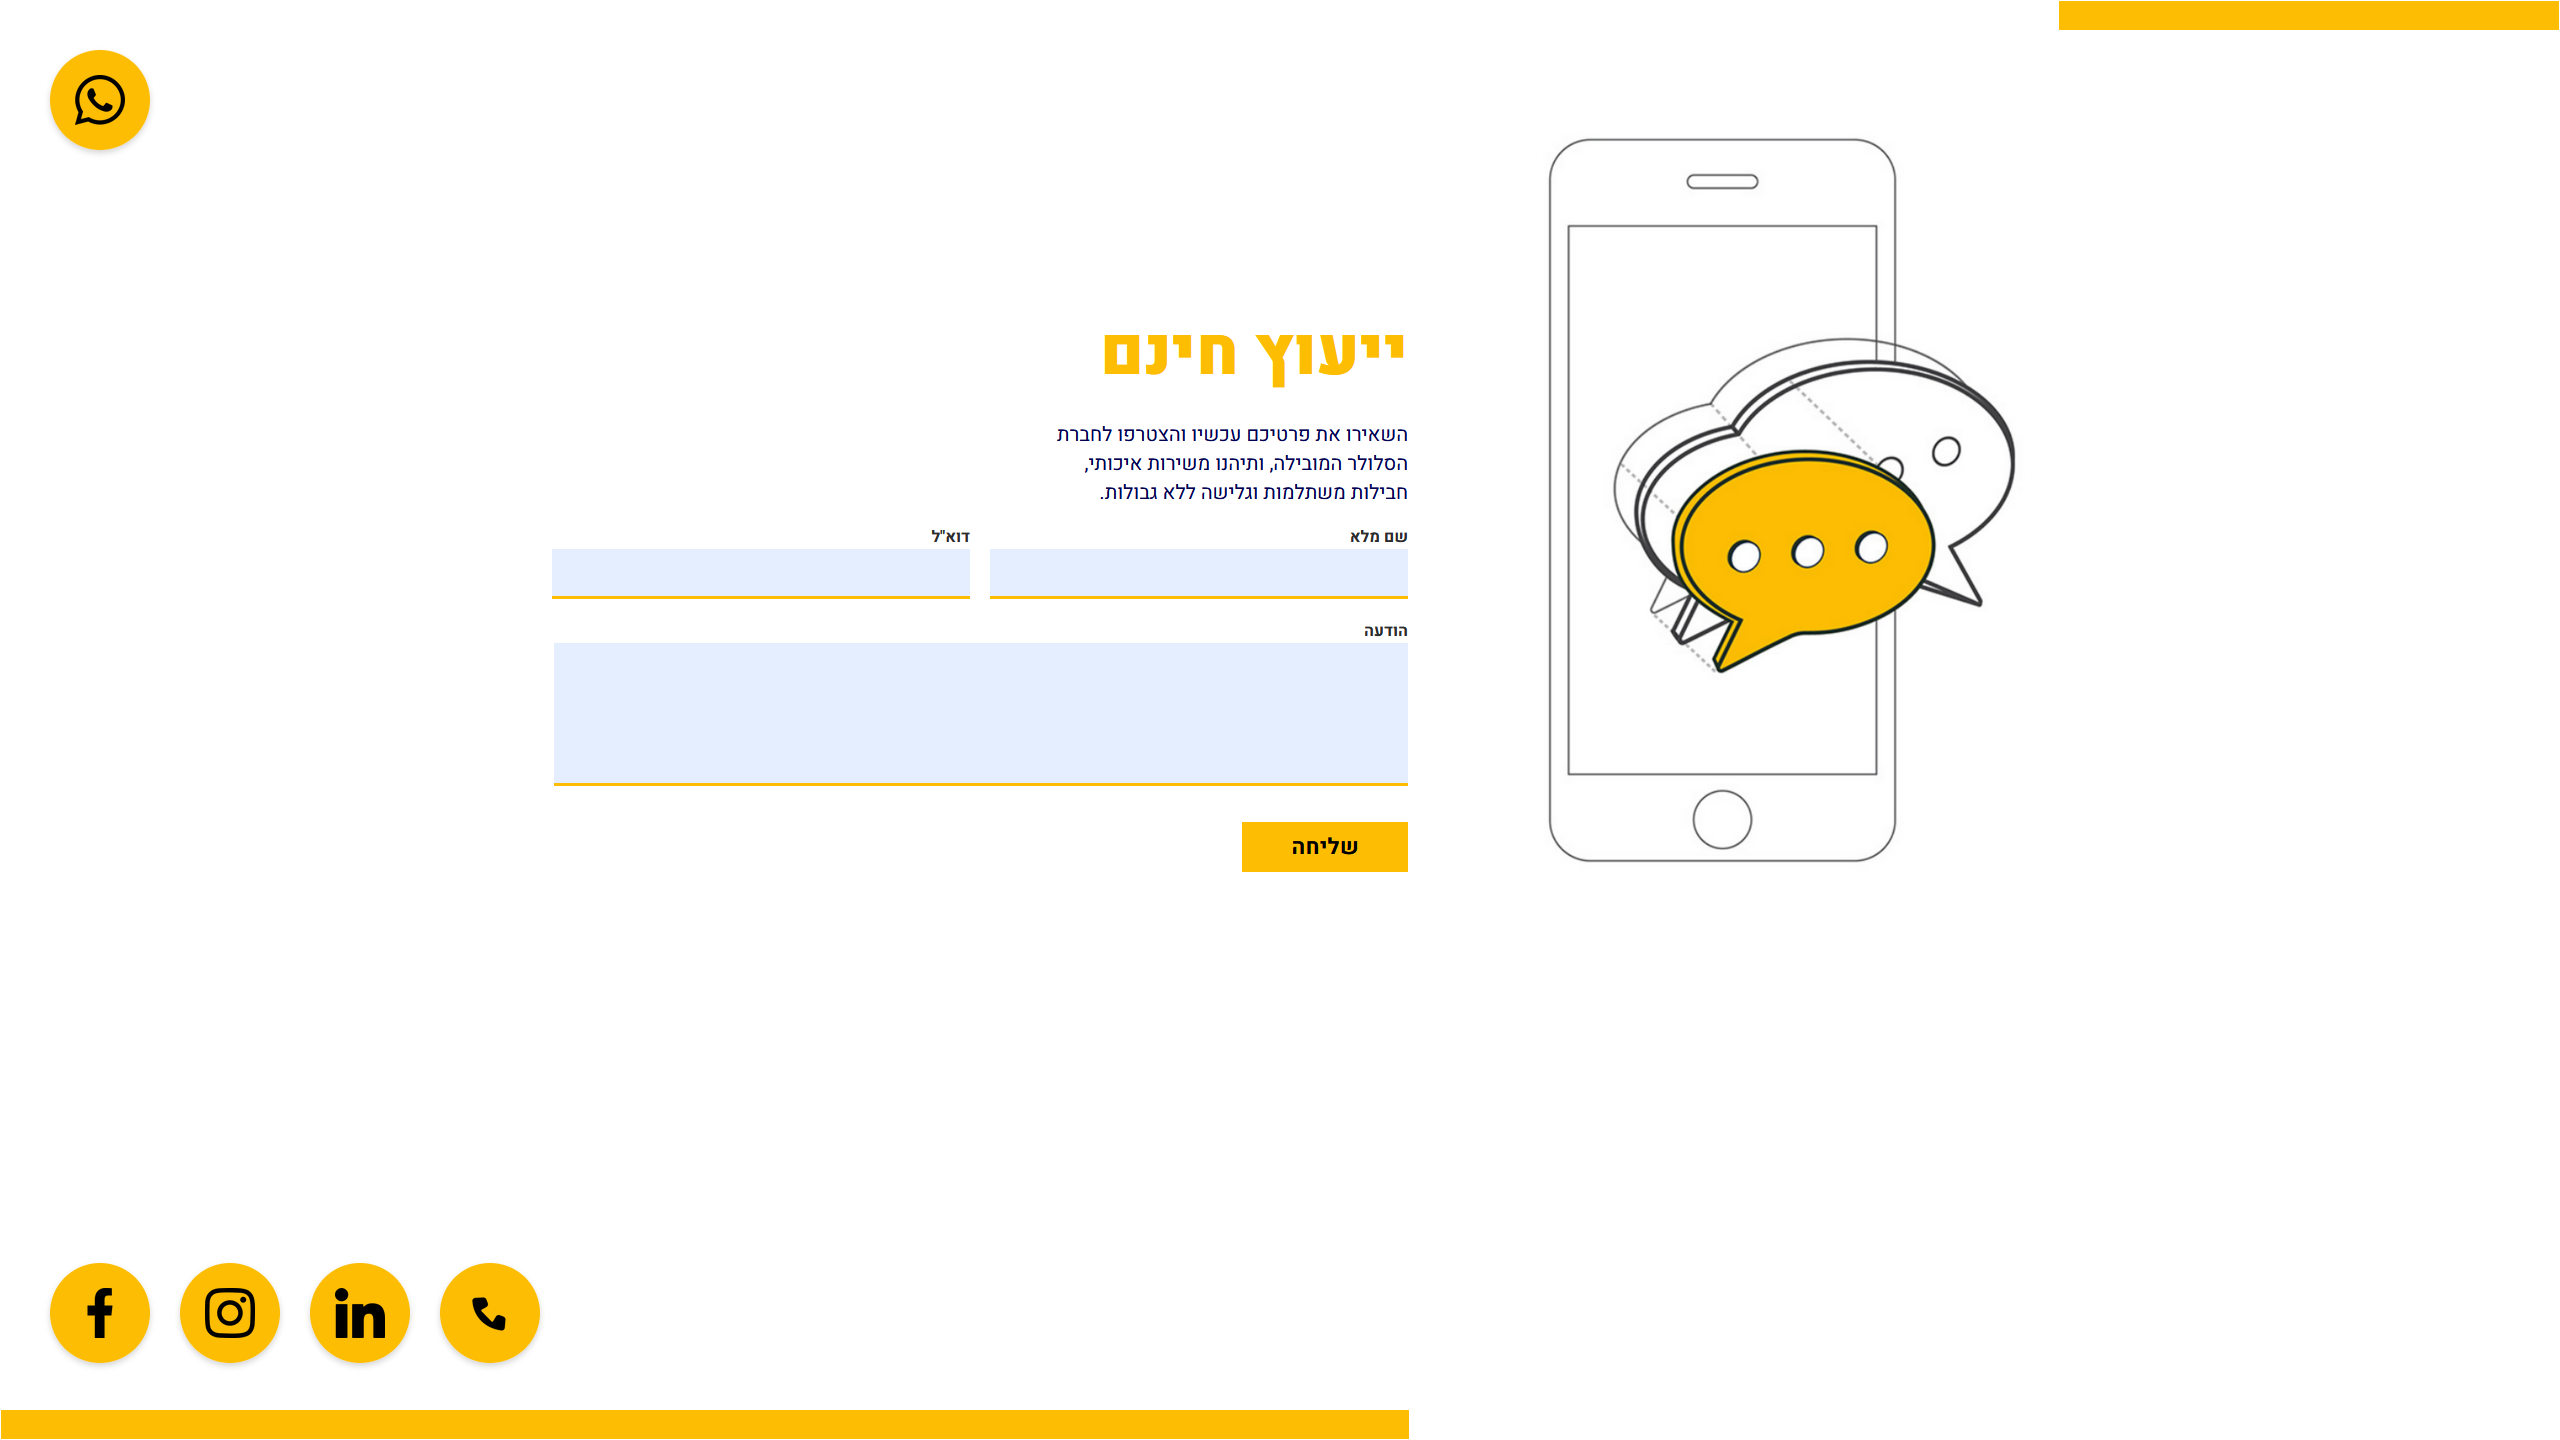 ייעוץ חינם
השאירו את פרטיכם עכשיו והצטרפו לחברת
הסלולר המובילה, ותיהנו משירות איכותי,
חבילות משתלמות וגלישה ללא גבולות.
שם מלא
דוא"ל
הודעה
שליחה